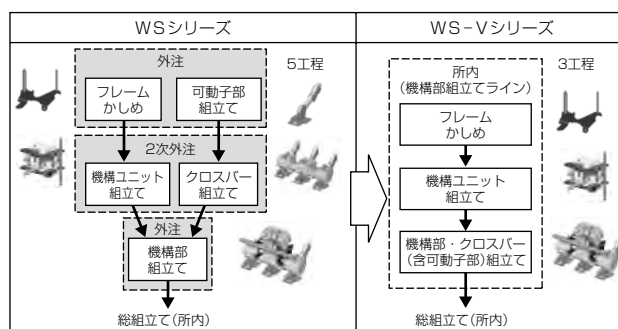 WSシリーズ
WS-Vシリーズ
外注
5工程
フレーム
かしめ
可動子部
組立て
2次外注
機構ユニット
組立て
クロスバー
組立て
外注
機構部
組立て
総組立て(所内)
所内
(機構部組立てライン)
3工程
フレーム
かしめ
機構ユニット
組立て
機構部・クロスバー
(含可動子部)組立て
総組立て(所内)